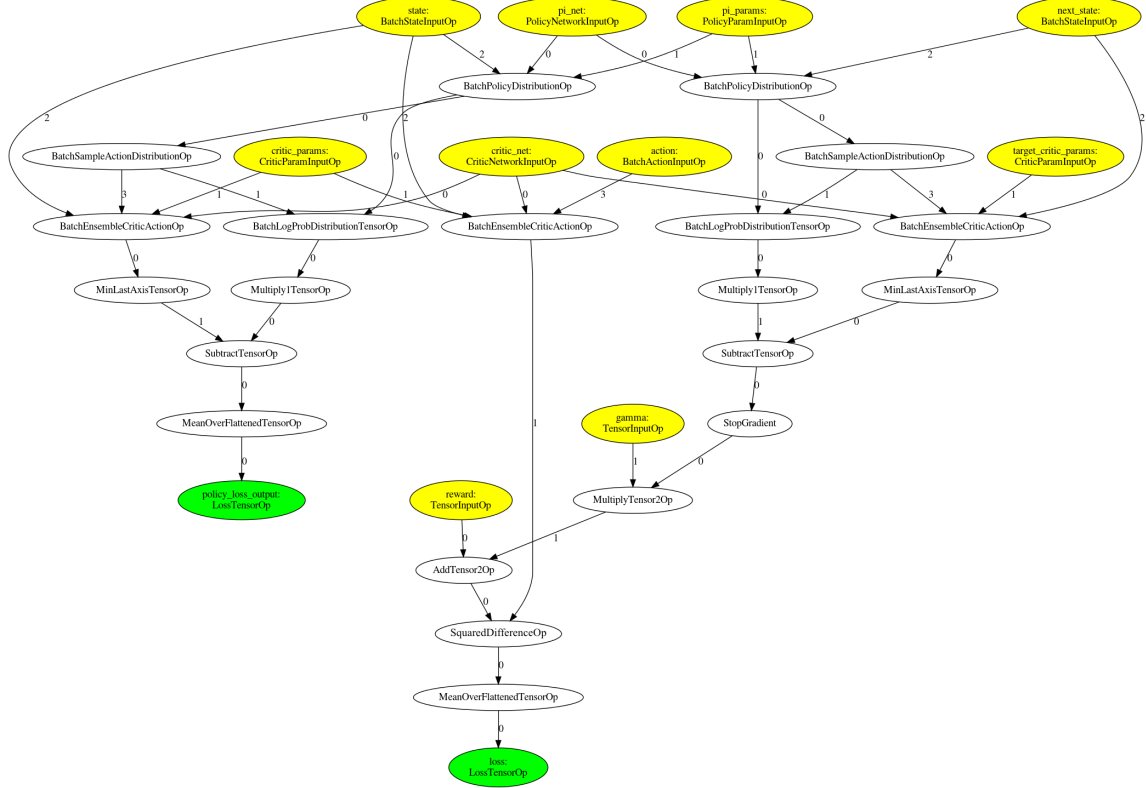 state:
BatchStateInputOp
pi_net:
PolicyNetworkInputOp
pi_params:
PolicyParamInputOp
next_state:
BatchStateInputOp
2
0
0
1
1
2
BatchPolicyDistributionOp
BatchPolicyDistributionOp
2
0
2
0
2
BatchSampleActionDistributionOp
critic_params:
CriticParamInputOp
0
critic_net:
CriticNetworkInputOp
action:
BatchActionInputOp
0
BatchSampleActionDistributionOp
target_critic_params:
CriticParamInputOp
3
1
1
1
0
0
3
0
1
3
1
BatchEnsembleCriticActionOp
BatchLogProbDistributionTensorOp
BatchEnsembleCriticActionOp
BatchLogProbDistributionTensorOp
BatchEnsembleCriticActionOp
0
0
0
0
MinLastAxisTensorOp
Multiply1TensorOp
Multiply1TensorOp
MinLastAxisTensorOp
1
0
1
0
SubtractTensorOp
SubtractTensorOp
0
0
MeanOverFlattenedTensorOp
1
gamma:
TensorInputOp
StopGradient
0
1
0
policy_loss_output:
LossTensorOp
reward:
TensorInputOp
MultiplyTensor2Op
0
1
AddTensor2Op
0
SquaredDifferenceOp
0
MeanOverFlattenedTensorOp
0
loss:
LossTensorOp